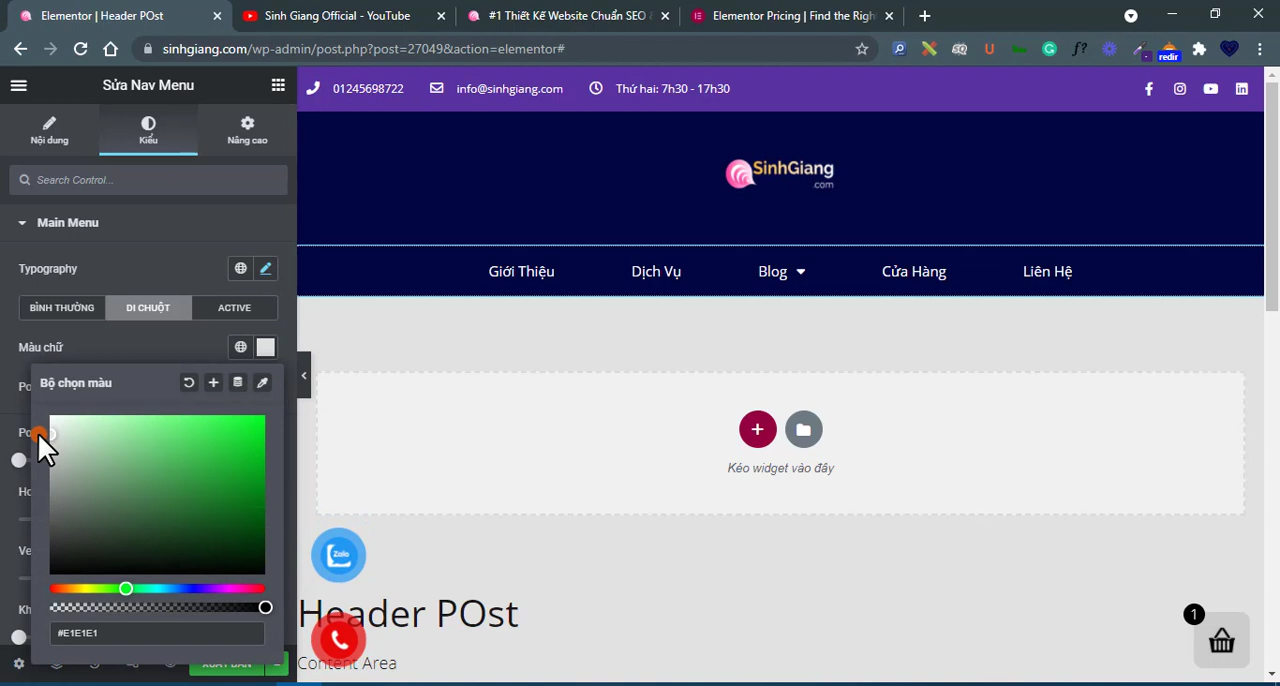 Elementor | Header POst
Sinh Giang Official - YouTube
#1 Thiết Kế Website Chuẩn SEO
Elementor Pricing | Find the Righ
sinhgiang.com/wp-admin/post.php?post=27049&action=elementor#
redir
Sửa Nav Menu
01245698722
info@sinhgiang.com
Thứ hai: 7h30 - 17h30
Nội dung
Kiểu
Nâng cao
Search Control...
SinhGiang
.com
Main Menu
Typography
Giới Thiệu
Dịch Vụ
Blog
Cửa Hàng
Liên Hệ
BÌNH THƯỜNG
DI CHUỘT
ACTIVE
Màu chữ
Bộ chọn màu
Kéo widget vào đây
Zalo
#E1E1E1
Header POst
Content Area
1